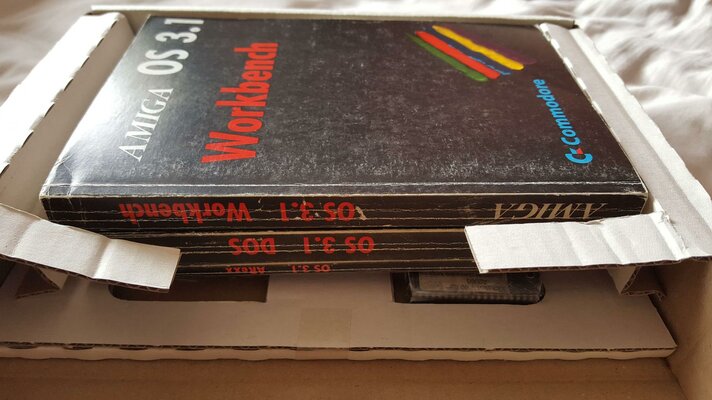 AMIGA OS 3.1
Workbench
Commodore
AMIGA OS 3.1 Workbench
OS 3.1 DOS
OS 3.1 ARexx